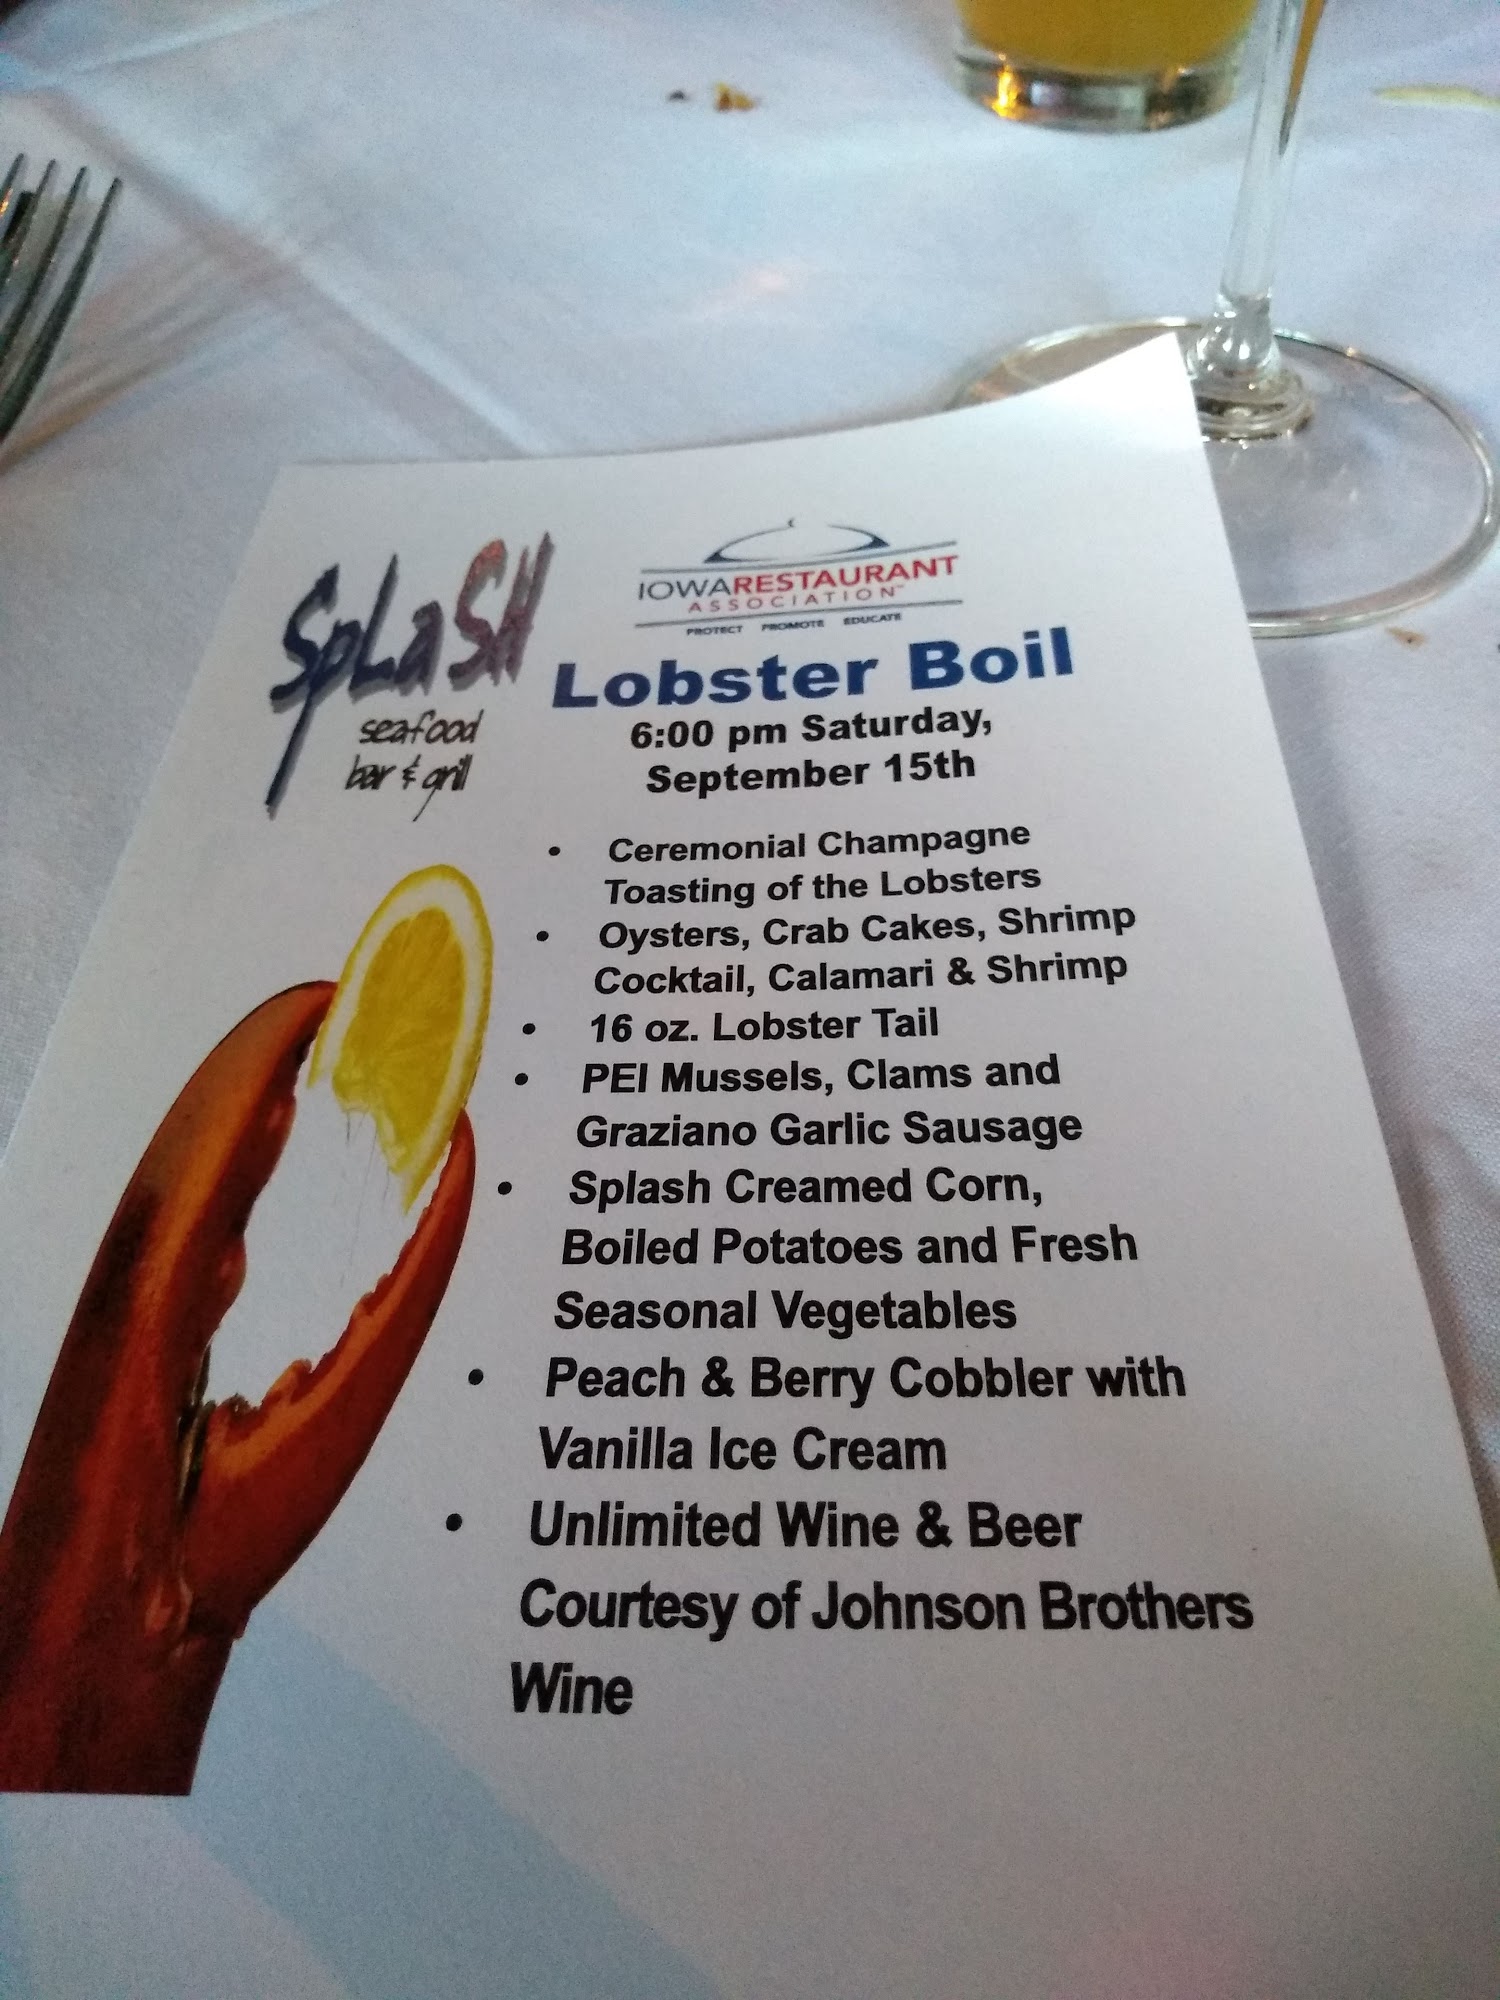 SpLaSH
seafood
bar & grill
IOWARESTAURANT
ASSOCIATION™
PROTECT PROMOTE EDUCATE
Lobster Boil
6:00 pm Saturday,
September 15th
• Ceremonial Champagne
Toasting of the Lobsters
• Oysters, Crab Cakes, Shrimp
Cocktail, Calamari & Shrimp
• 16 oz. Lobster Tail
• PEI Mussels, Clams and
Graziano Garlic Sausage
• Splash Creamed Corn,
Boiled Potatoes and Fresh
Seasonal Vegetables
• Peach & Berry Cobbler with
Vanilla Ice Cream
• Unlimited Wine & Beer
Courtesy of Johnson Brothers
Wine